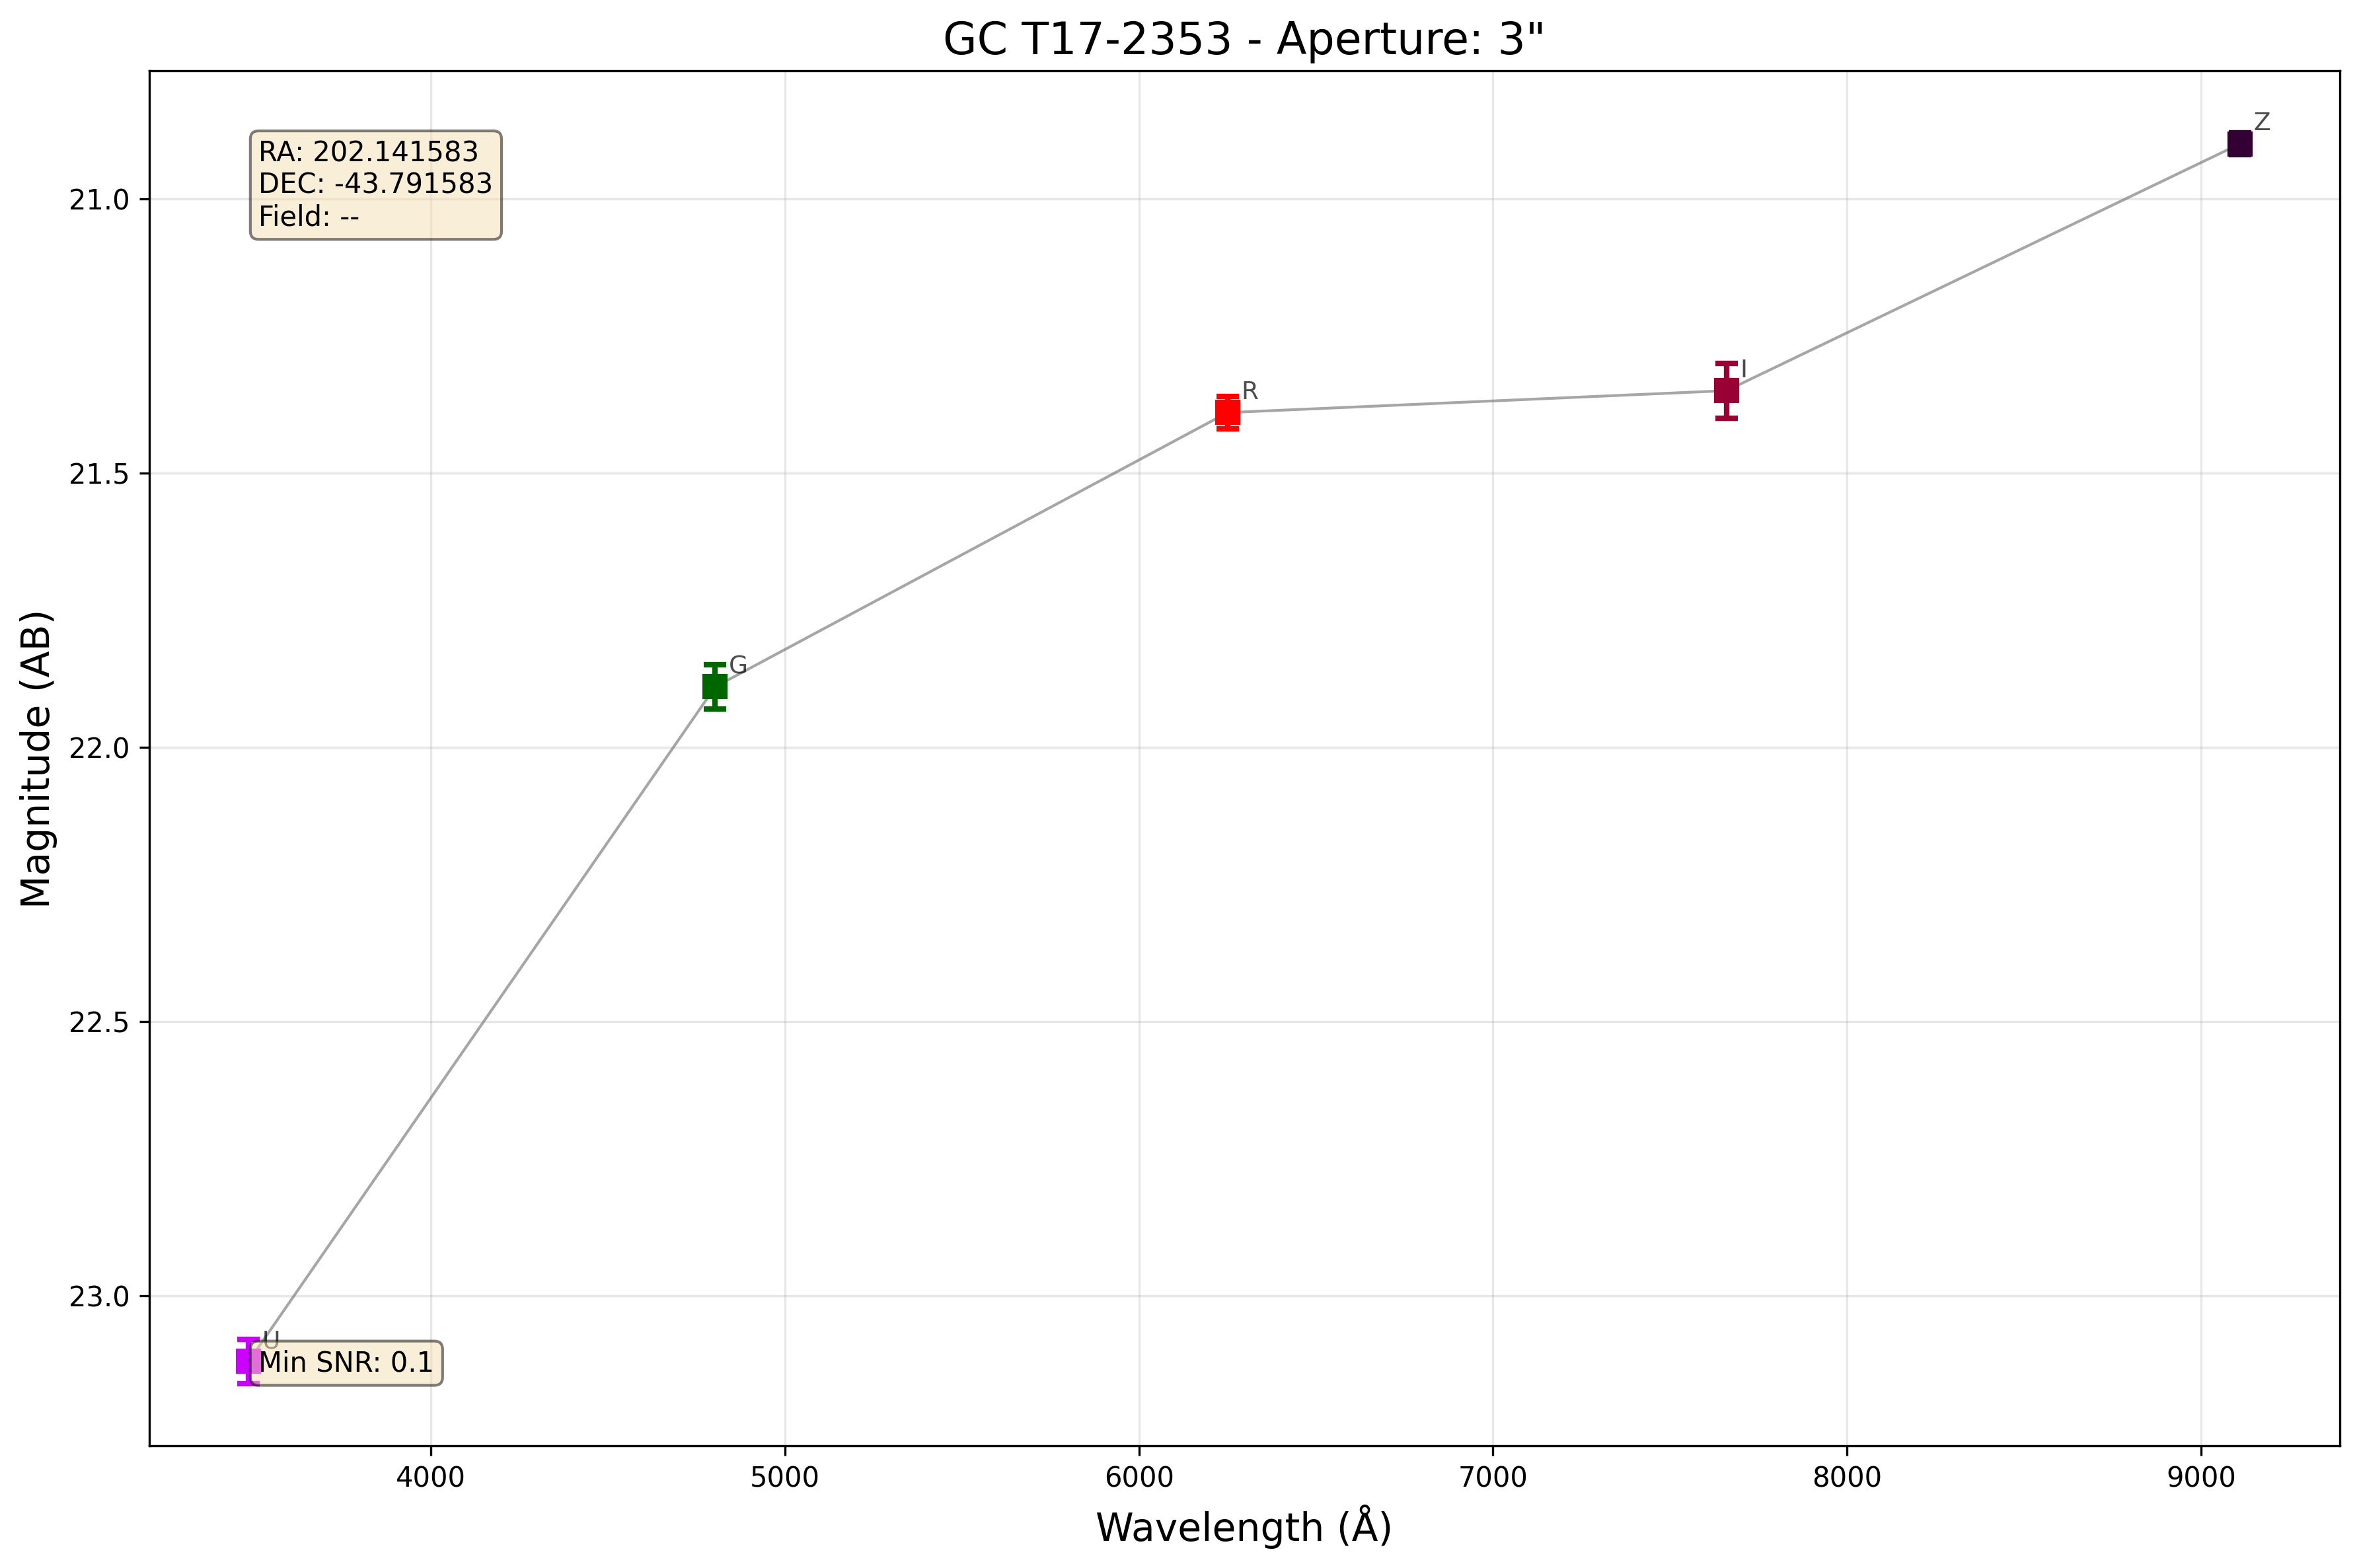 GC T17-2353 - Aperture: 3"
RA: 202.141583
DEC: -43.791583
Field: --
Z
21.0
I
R
21.5
G
22.0
Magnitude (AB)
22.5
23.0
U
Min SNR: 0.1
4000 5000 6000 7000 8000 9000
Wavelength (Å)